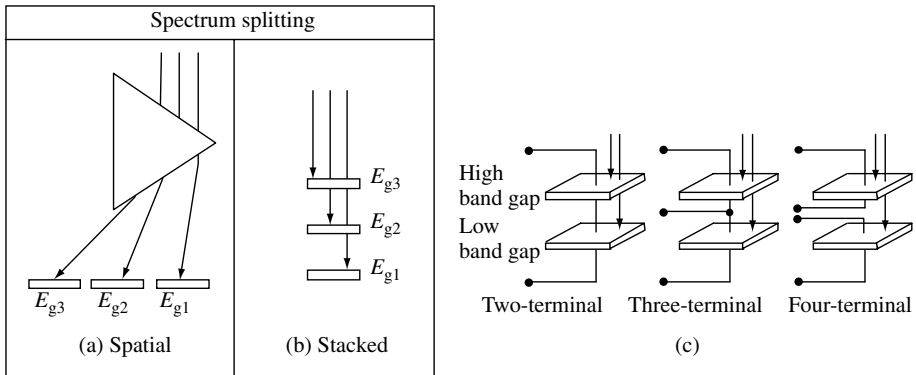 Spectrum splitting
E_g3
E_g2
E_g1
E_g3 E_g2 E_g1
(a) Spatial
(b) Stacked
High
band gap
Low
band gap
Two-terminal Three-terminal Four-terminal
(c)